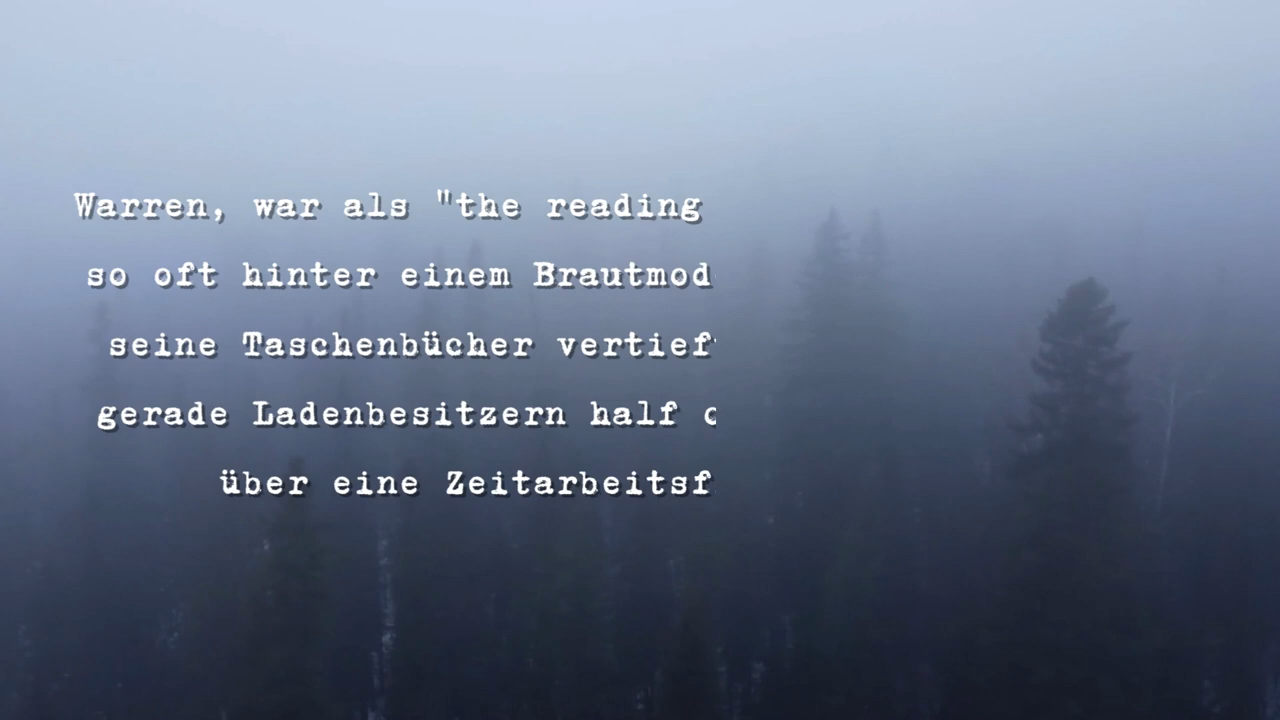 Warren, war als "the reading
so oft hinter einem Brautmod
seine Taschenbücher vertief
gerade Ladenbesitzern half
über eine Zeitarbeitsf